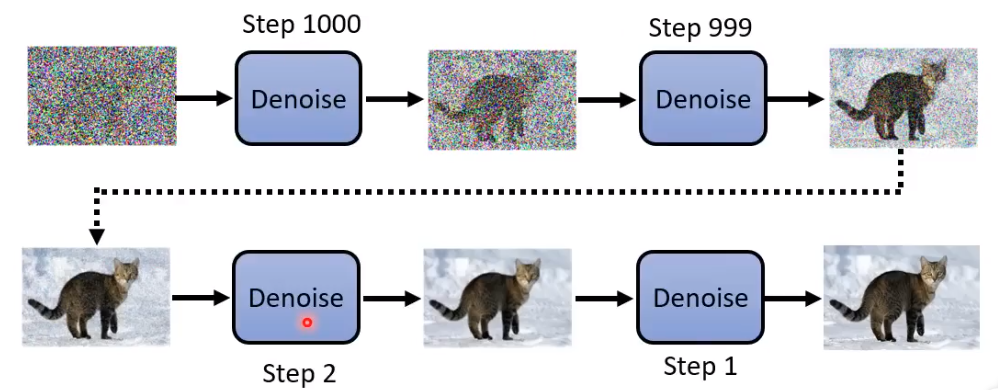 Step 1000
Step 999
Denoise
Denoise
Denoise
Denoise
Step 2
Step 1